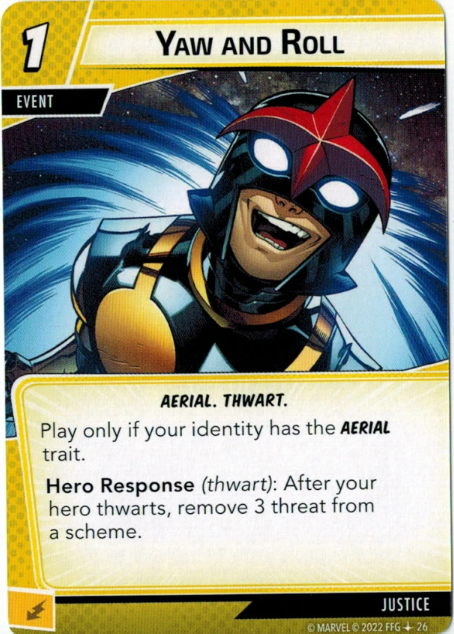 1
YAW AND ROLL
EVENT
AERIAL. THWART.
Play only if your identity has the AERIAL
trait.
Hero Response (thwart): After your
hero thwarts, remove 3 threat from
a scheme.
JUSTICE
© MARVEL © 2022 FFG 26